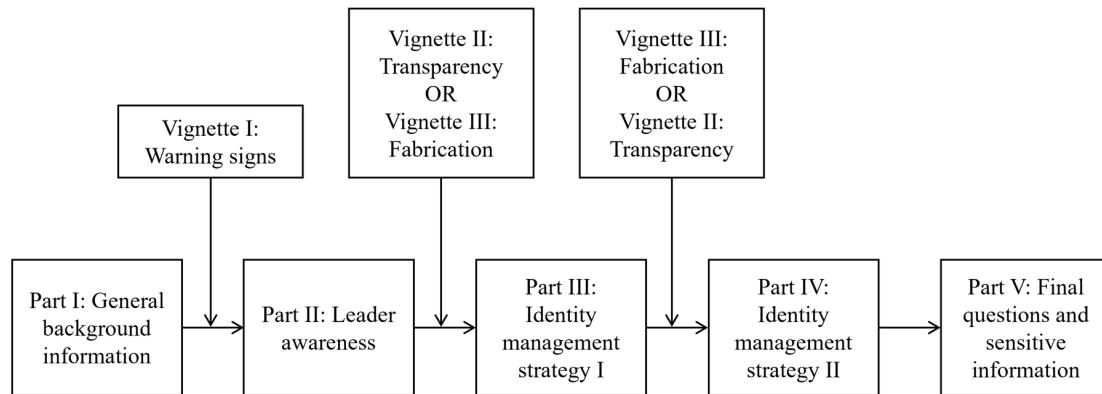 Vignette II:
Transparency
OR
Vignette III:
Fabrication
Vignette III:
Fabrication
OR
Vignette II:
Transparency
Vignette I:
Warning signs
Part I: General
background
information
Part II: Leader
awareness
Part III:
Identity
management
strategy I
Part IV:
Identity
management
strategy II
Part V: Final
questions and
sensitive
information